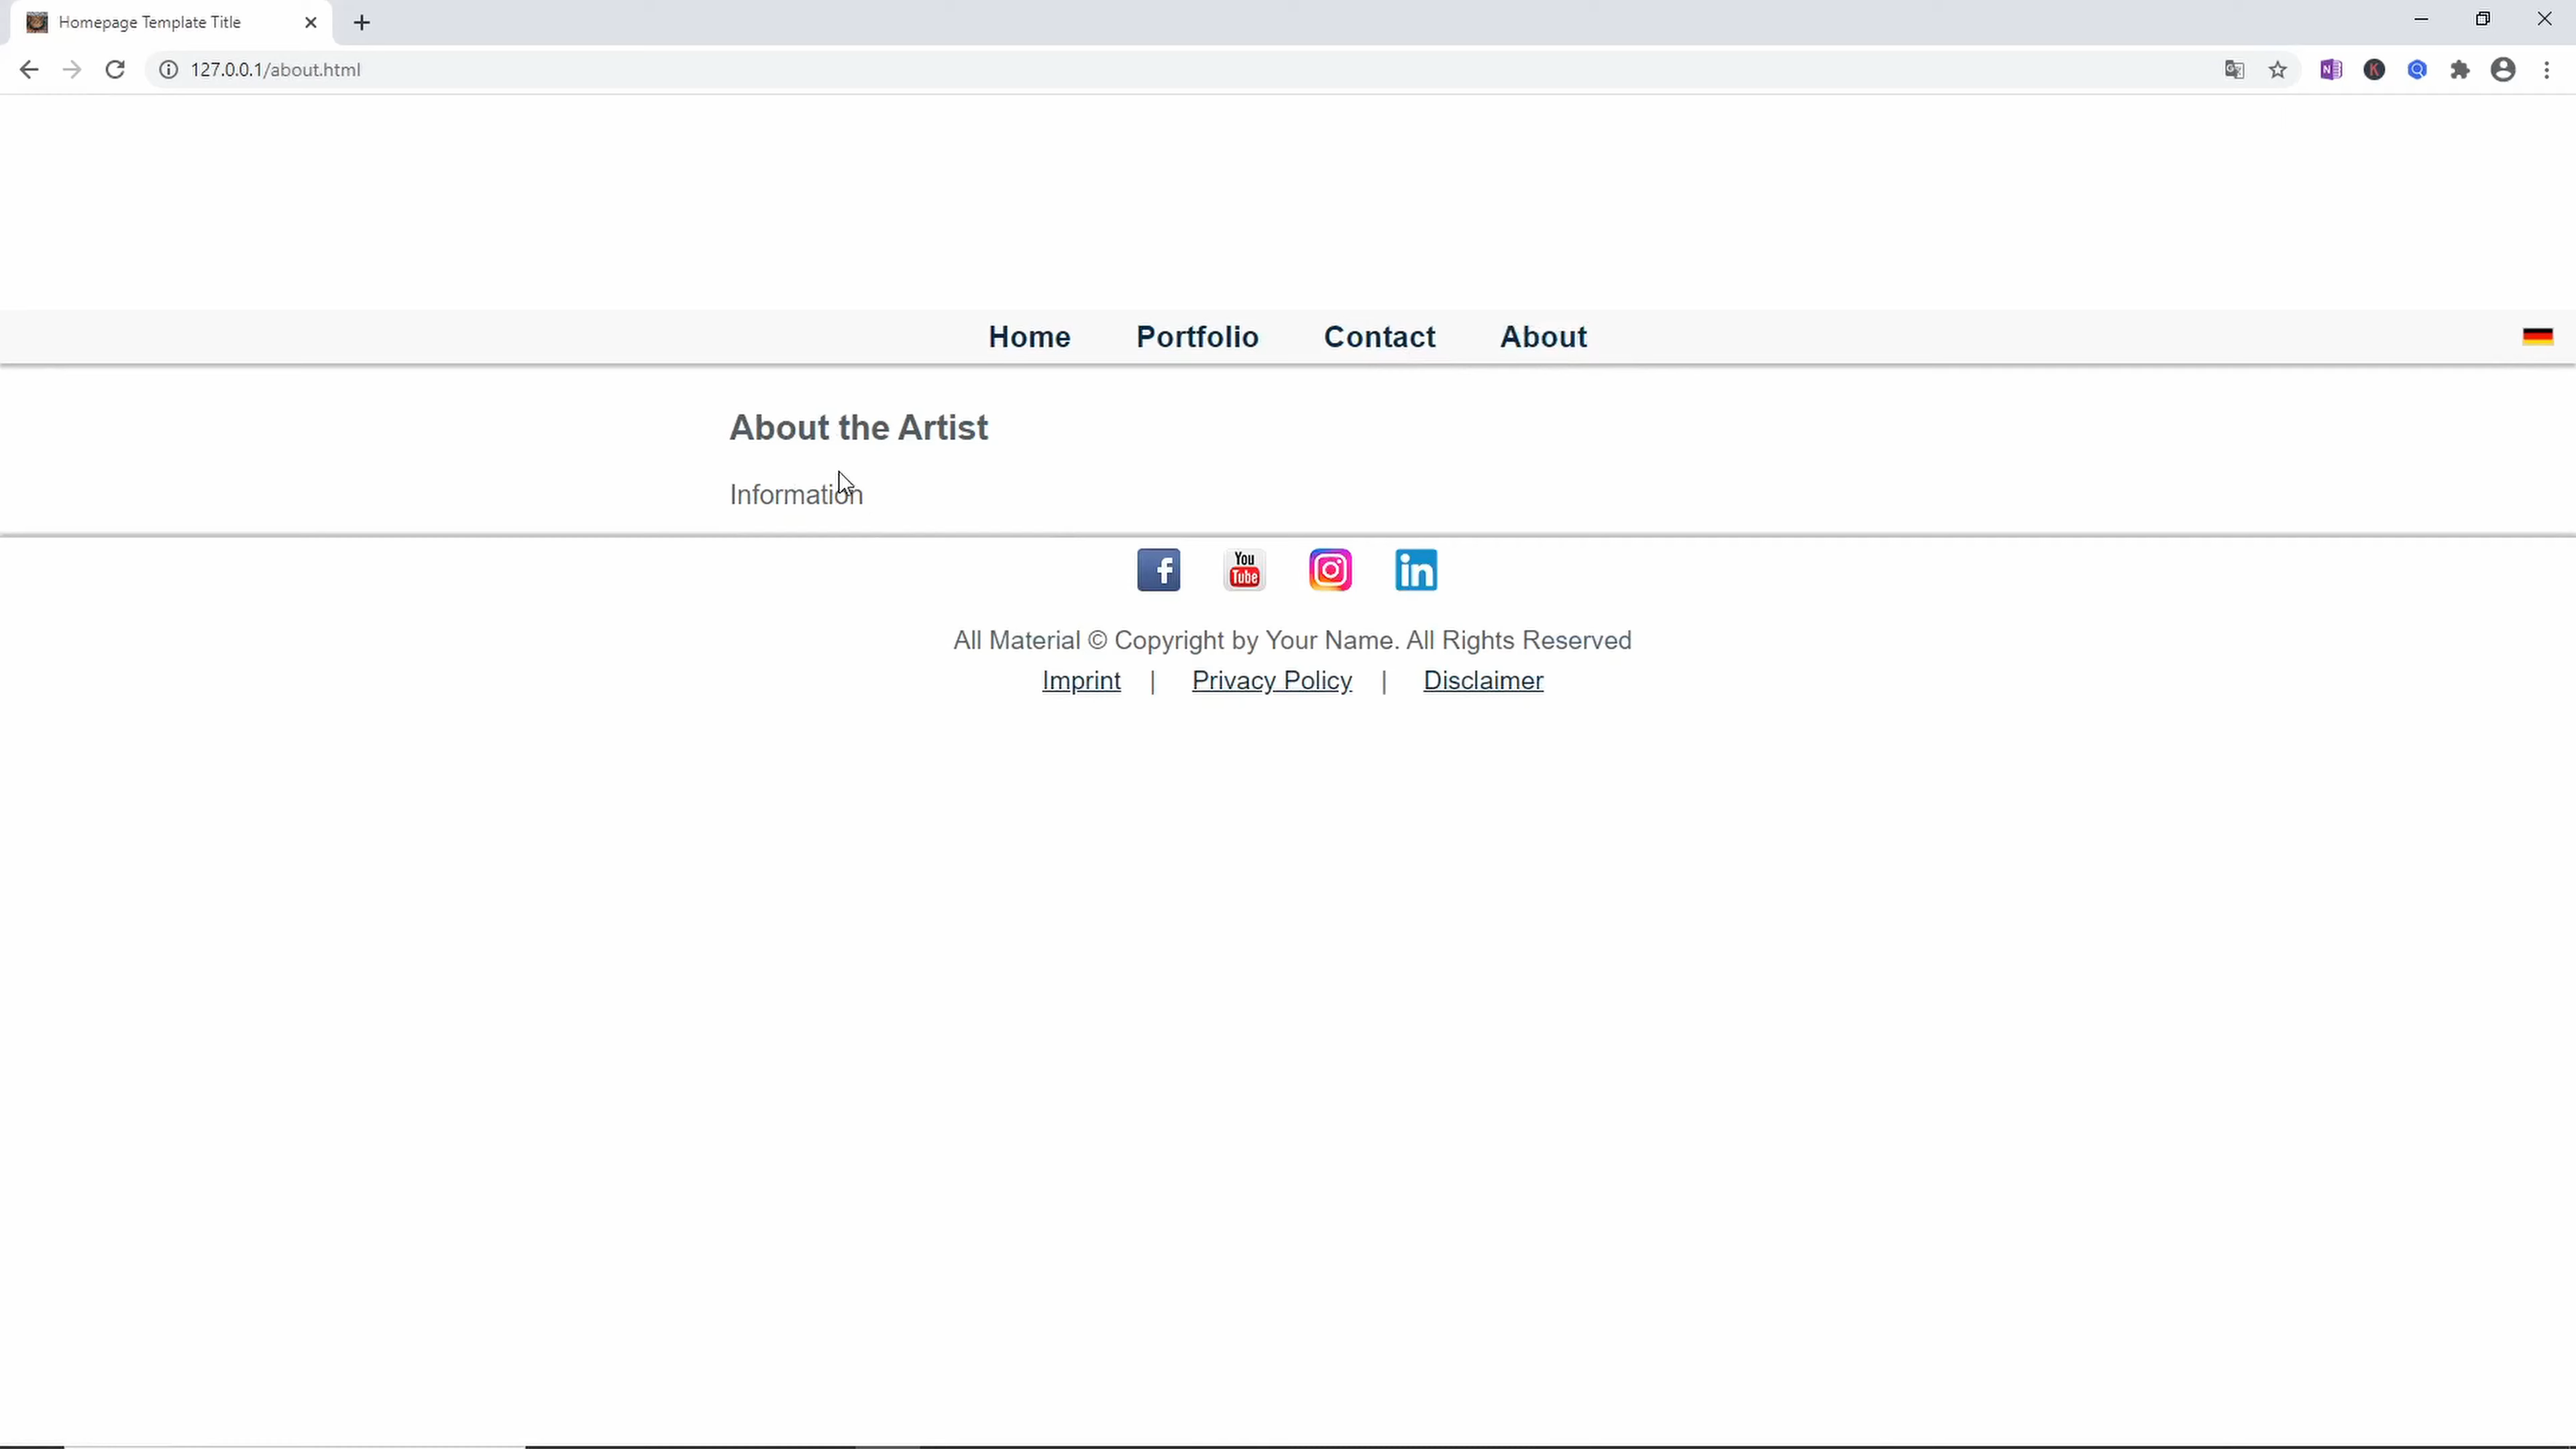 Homepage Template Title
127.0.0.1/about.html
Home Portfolio Contact About
About the Artist
Information
f You Tube in
All Material © Copyright by Your Name. All Rights Reserved
Imprint | Privacy Policy | Disclaimer